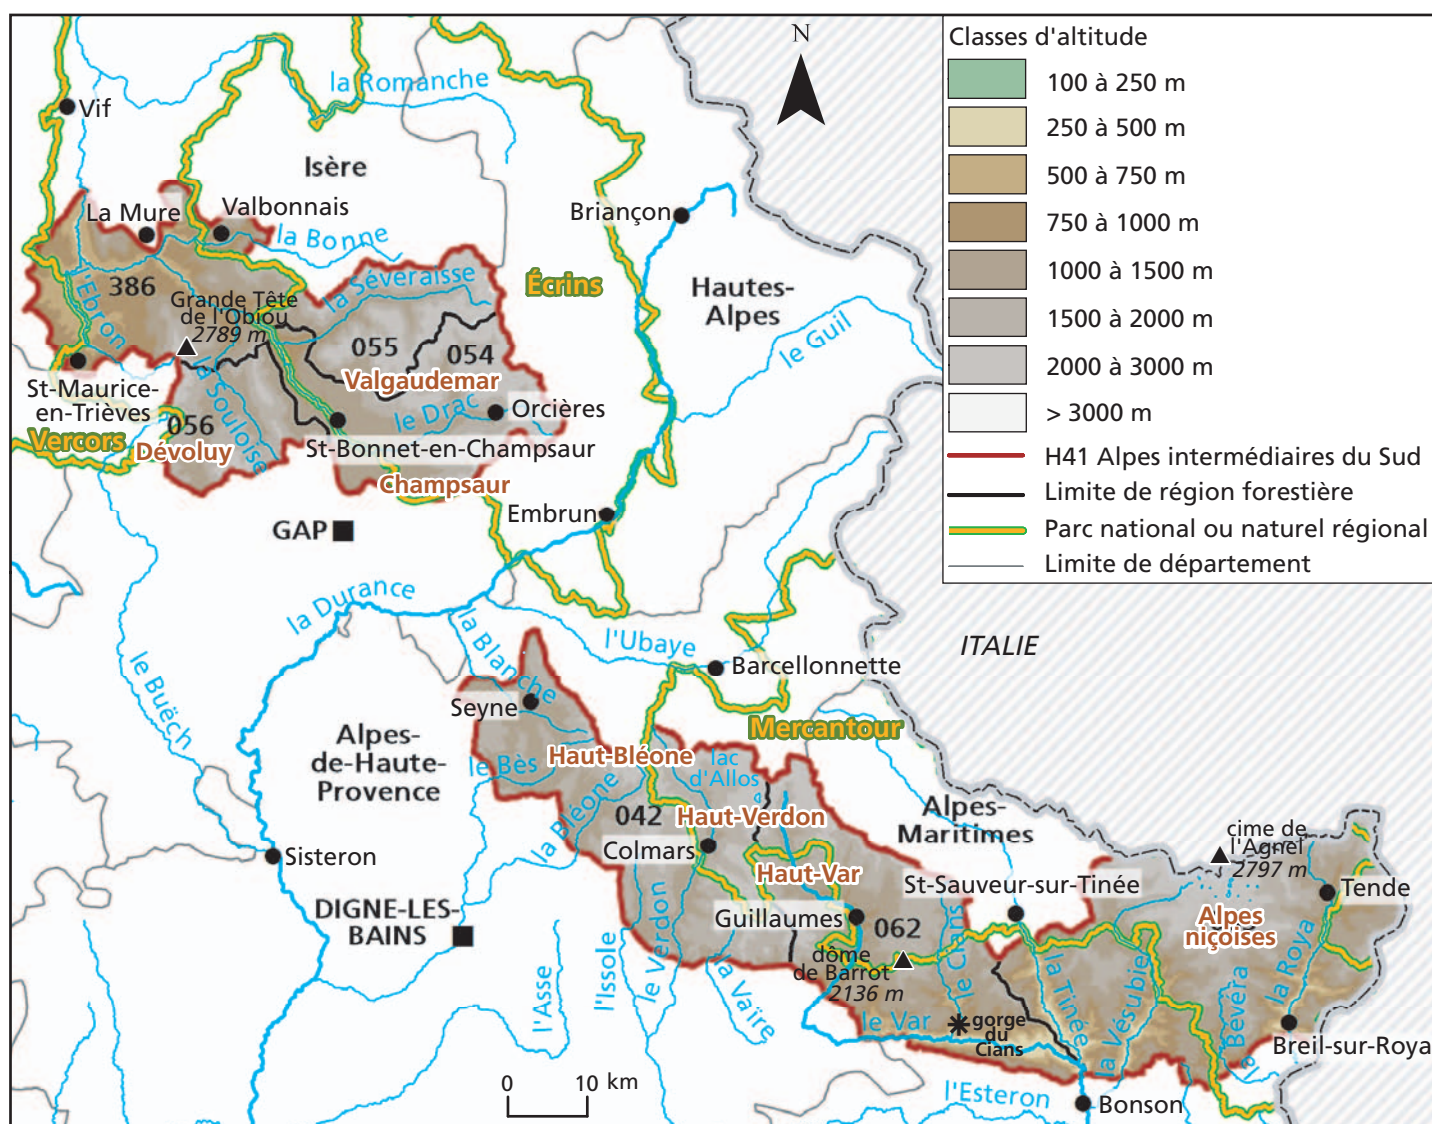 Classes d'altitude
100 à 250 m
250 à 500 m
500 à 750 m
750 à 1000 m
1000 à 1500 m
1500 à 2000 m
2000 à 3000 m
> 3000 m
H41 Alpes intermédiaires du Sud
Limite de région forestière
Parc national ou naturel régional
Limite de département
N
la Romanche
Vif
Isère
La Mure
Valbonnais
la Bonne
Briançon
386
l'Ebron
Grande Tête
de l'Obiou
2789 m
la Séveraisse
Écrins
Hautes-
Alpes
le Guil
055
054
Valgaudemar
St-Maurice-
en-Trièves
la Souloise
le Drac
Orcières
056
Vercors
Dévoluy
St-Bonnet-en-Champsaur
Champsaur
Embrun
GAP
la Durance
la Blanche
l'Ubaye
Barcellonnette
ITALIE
le Buëch
Seyne
Mercantour
Alpes-
de-Haute-
Provence
le Bès
Haut-Bléone
lac
d'Allos
la Bléone
042
Haut-Verdon
Colmars
Alpes-
Maritimes
cime de
l'Agnel
2797 m
Sisteron
Haut-Var
St-Sauveur-sur-Tinée
Tende
DIGNE-LES-
BAINS
Guillaumes
062
Alpes
niçoises
dôme
de Barrot
2136 m
le Cians
la Tinée
la Vésubie
la Bévéra
la Roya
l'Asse
l'Issole
le Verdon
la Vaïre
le Var
gorge
du
Cians
Breil-sur-Roya
0 10 km
l'Esteron
Bonson